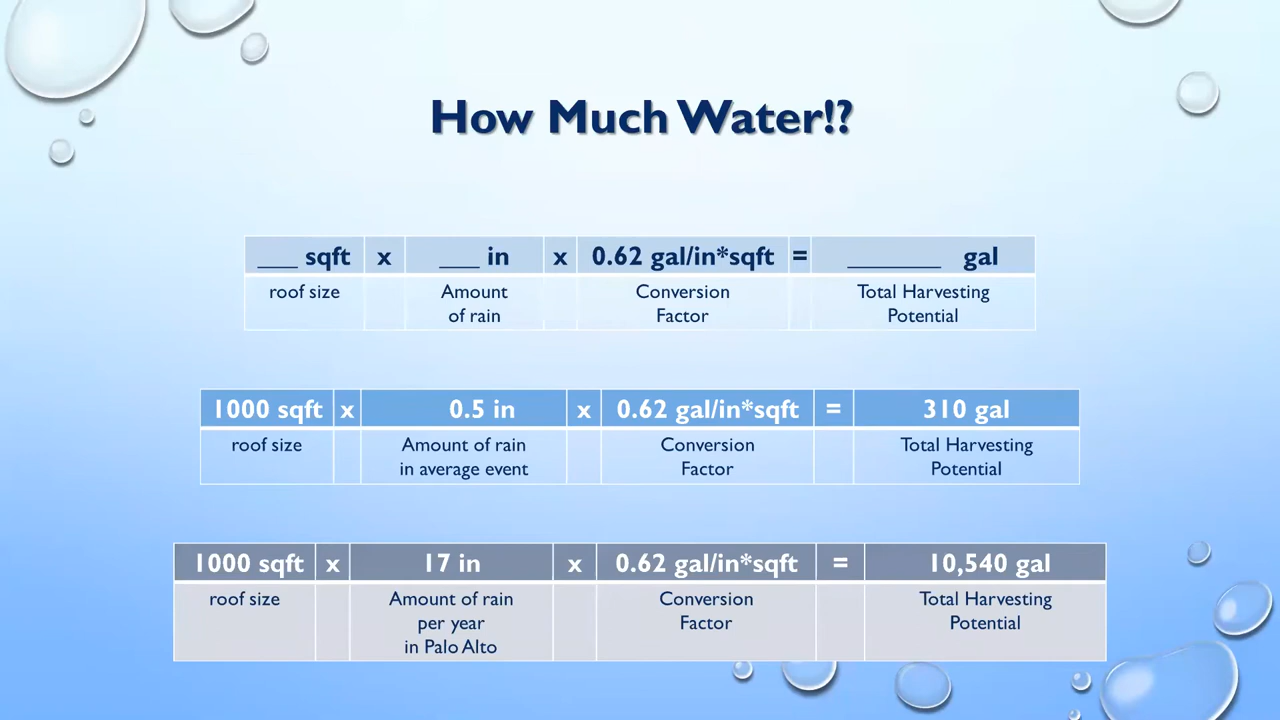 How Much Water!?
___ sqft x ___ in x 0.62 gal/in*sqft = _______ gal
roof size Amount of rain Conversion Factor Total Harvesting Potential
1000 sqft x 0.5 in x 0.62 gal/in*sqft = 310 gal
roof size Amount of rain in average event Conversion Factor Total Harvesting Potential
1000 sqft x 17 in x 0.62 gal/in*sqft = 10,540 gal
roof size Amount of rain per year in Palo Alto Conversion Factor Total Harvesting Potential